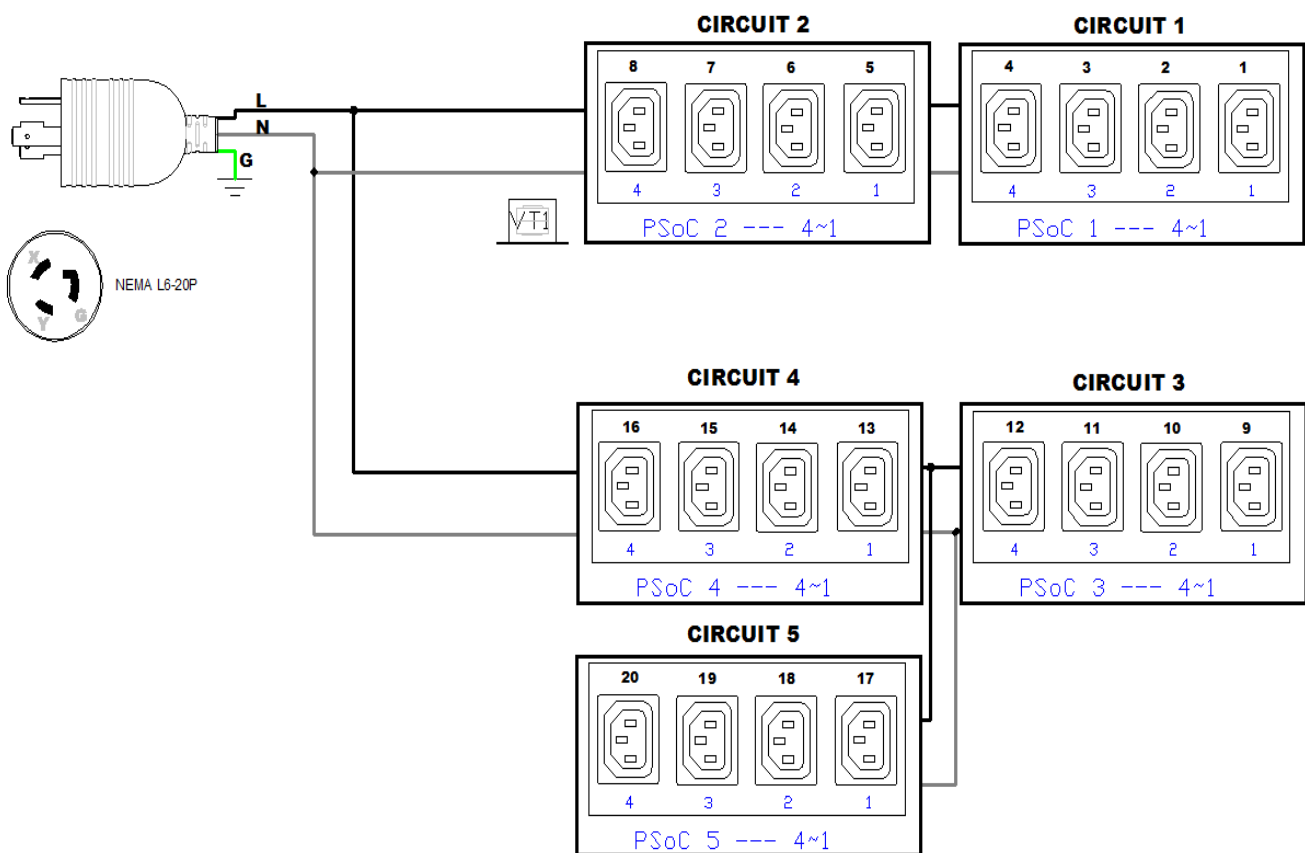 CIRCUIT 2
CIRCUIT 1
8 7 6 5
4 3 2 1
L
N
G
4 3 2 1
4 3 2 1
VT1
PSoC 2 --- 4~1
PSoC 1 --- 4~1
X
Y
G
NEMA L6-20P
CIRCUIT 4
CIRCUIT 3
16 15 14 13
12 11 10 9
4 3 2 1
4 3 2 1
PSoC 4 --- 4~1
PSoC 3 --- 4~1
CIRCUIT 5
20 19 18 17
4 3 2 1
PSoC 5 --- 4~1